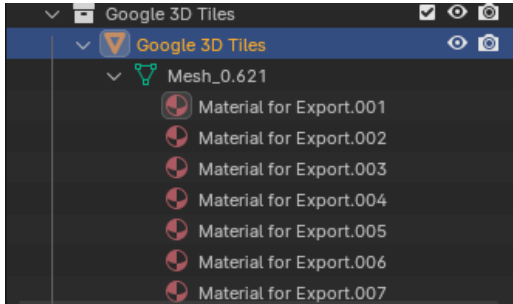 Google 3D Tiles
Google 3D Tiles
Mesh_0.621
Material for Export.001
Material for Export.002
Material for Export.003
Material for Export.004
Material for Export.005
Material for Export.006
Material for Export.007